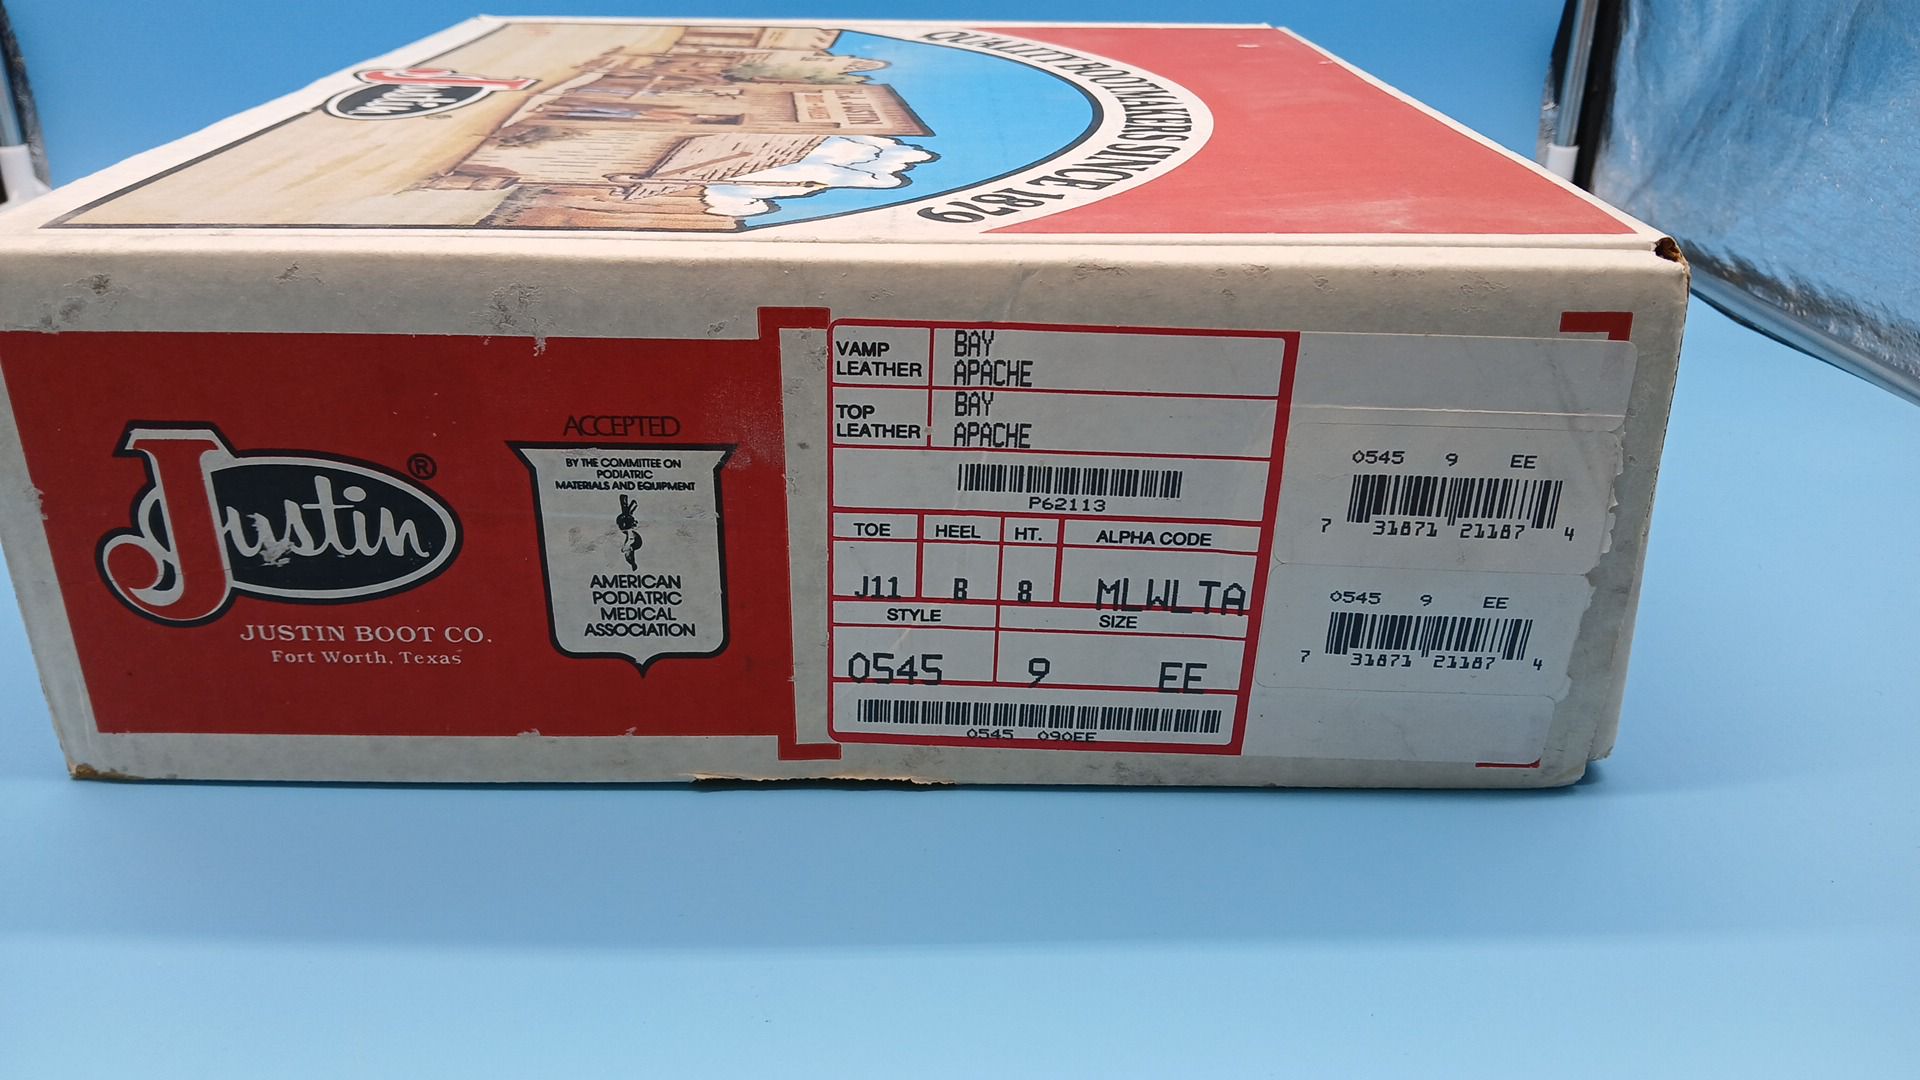 Justin
QUALITY BOOTMAKERS SINCE 1879
Justin ®
JUSTIN BOOT CO.
Fort Worth, Texas
ACCEPTED
BY THE COMMITTEE ON
PODIATRIC
MATERIALS AND EQUIPMENT
AMERICAN
PODIATRIC
MEDICAL
ASSOCIATION
VAMP LEATHER
BAY
APACHE
TOP LEATHER
BAY
APACHE
P62113
TOE HEEL HT. ALPHA CODE
J11 B 8 MLWLTA
STYLE SIZE
0545 9 EE
0545 090EE
0545 9 EE
7 31871 21187 4
0545 9 EE
7 31871 21187 4